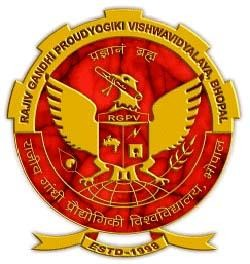 RAJIV GANDHI PROUDYOGIKI VISHWAVIDYALAYA, BHOPAL
प्रज्ञानं ब्रह्म
RGPV
राजीव गांधी प्रौद्योगिकी विश्वविद्यालय, भोपाल
ESTD-1998